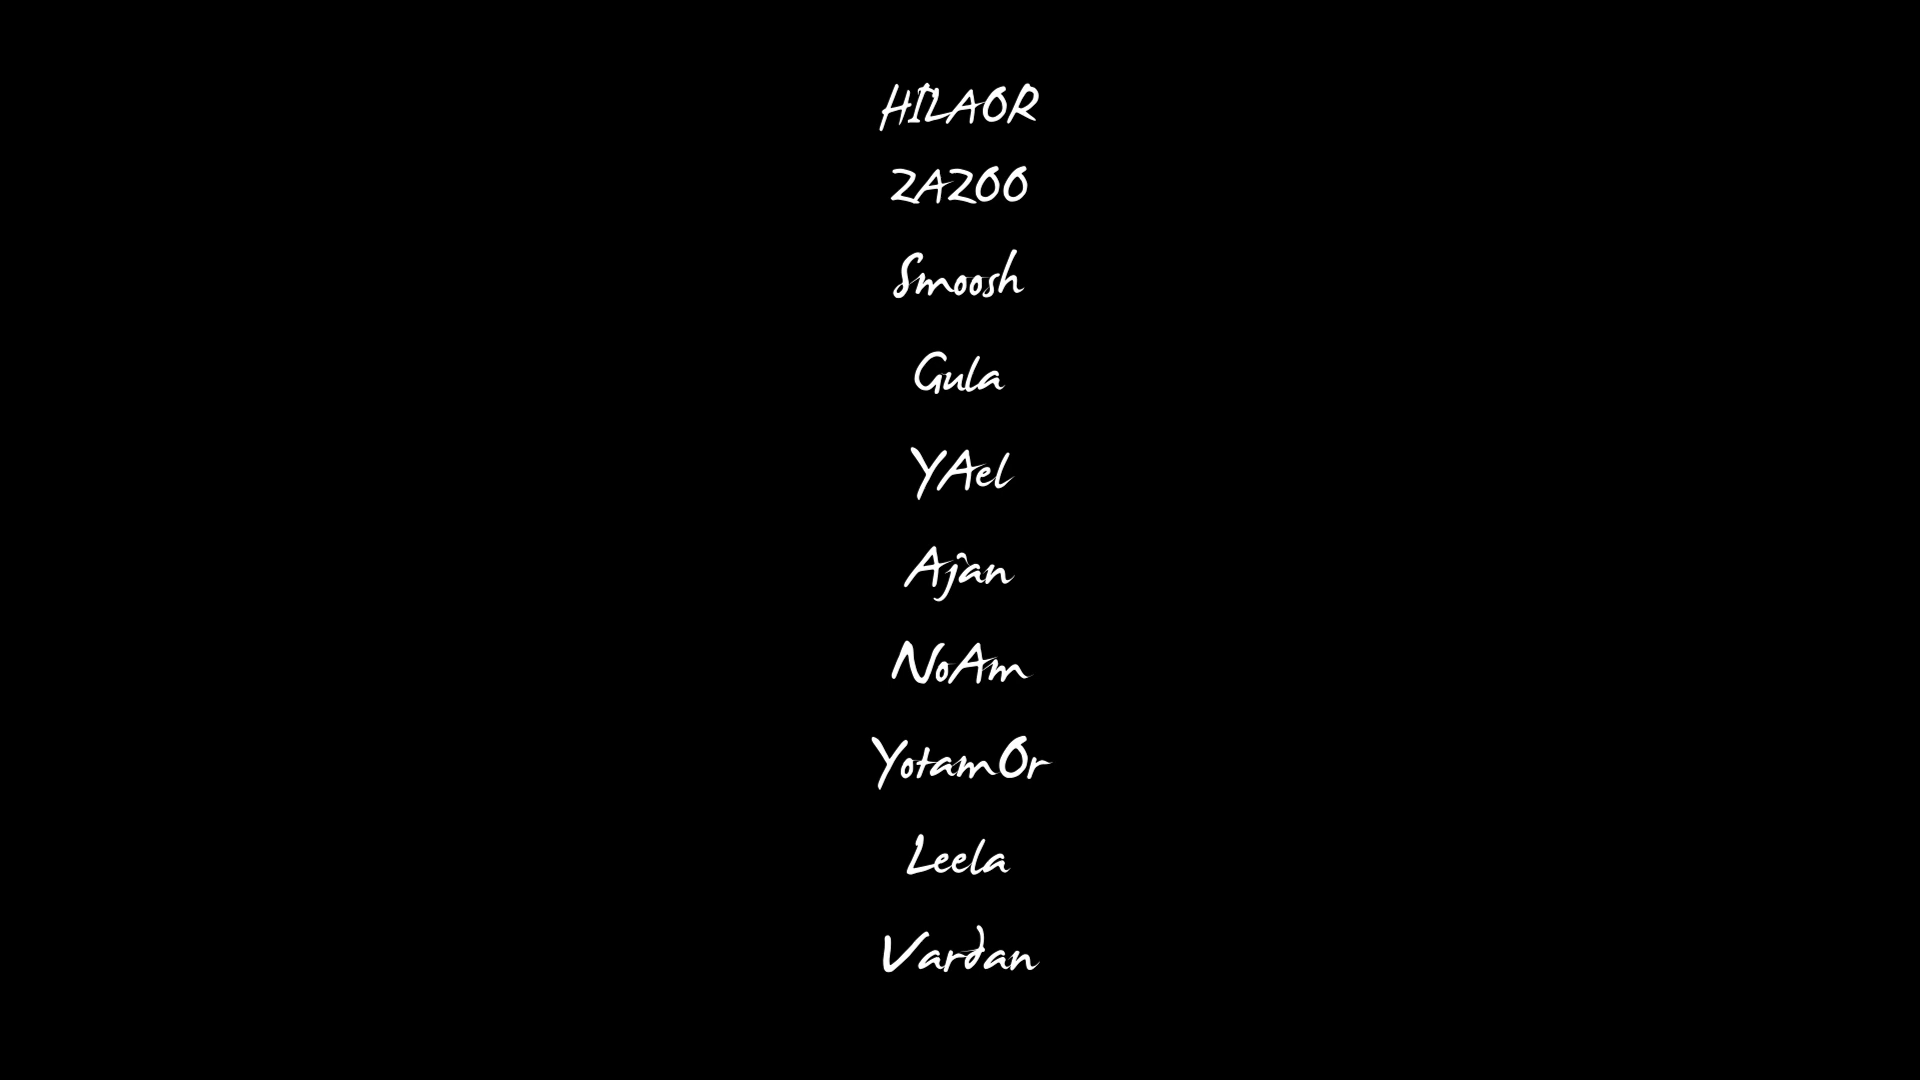 HILAOR
ZAZOO
Smoosh
Gula
YAel
Ajan
NoAm
YotamOr
Leela
Vardan